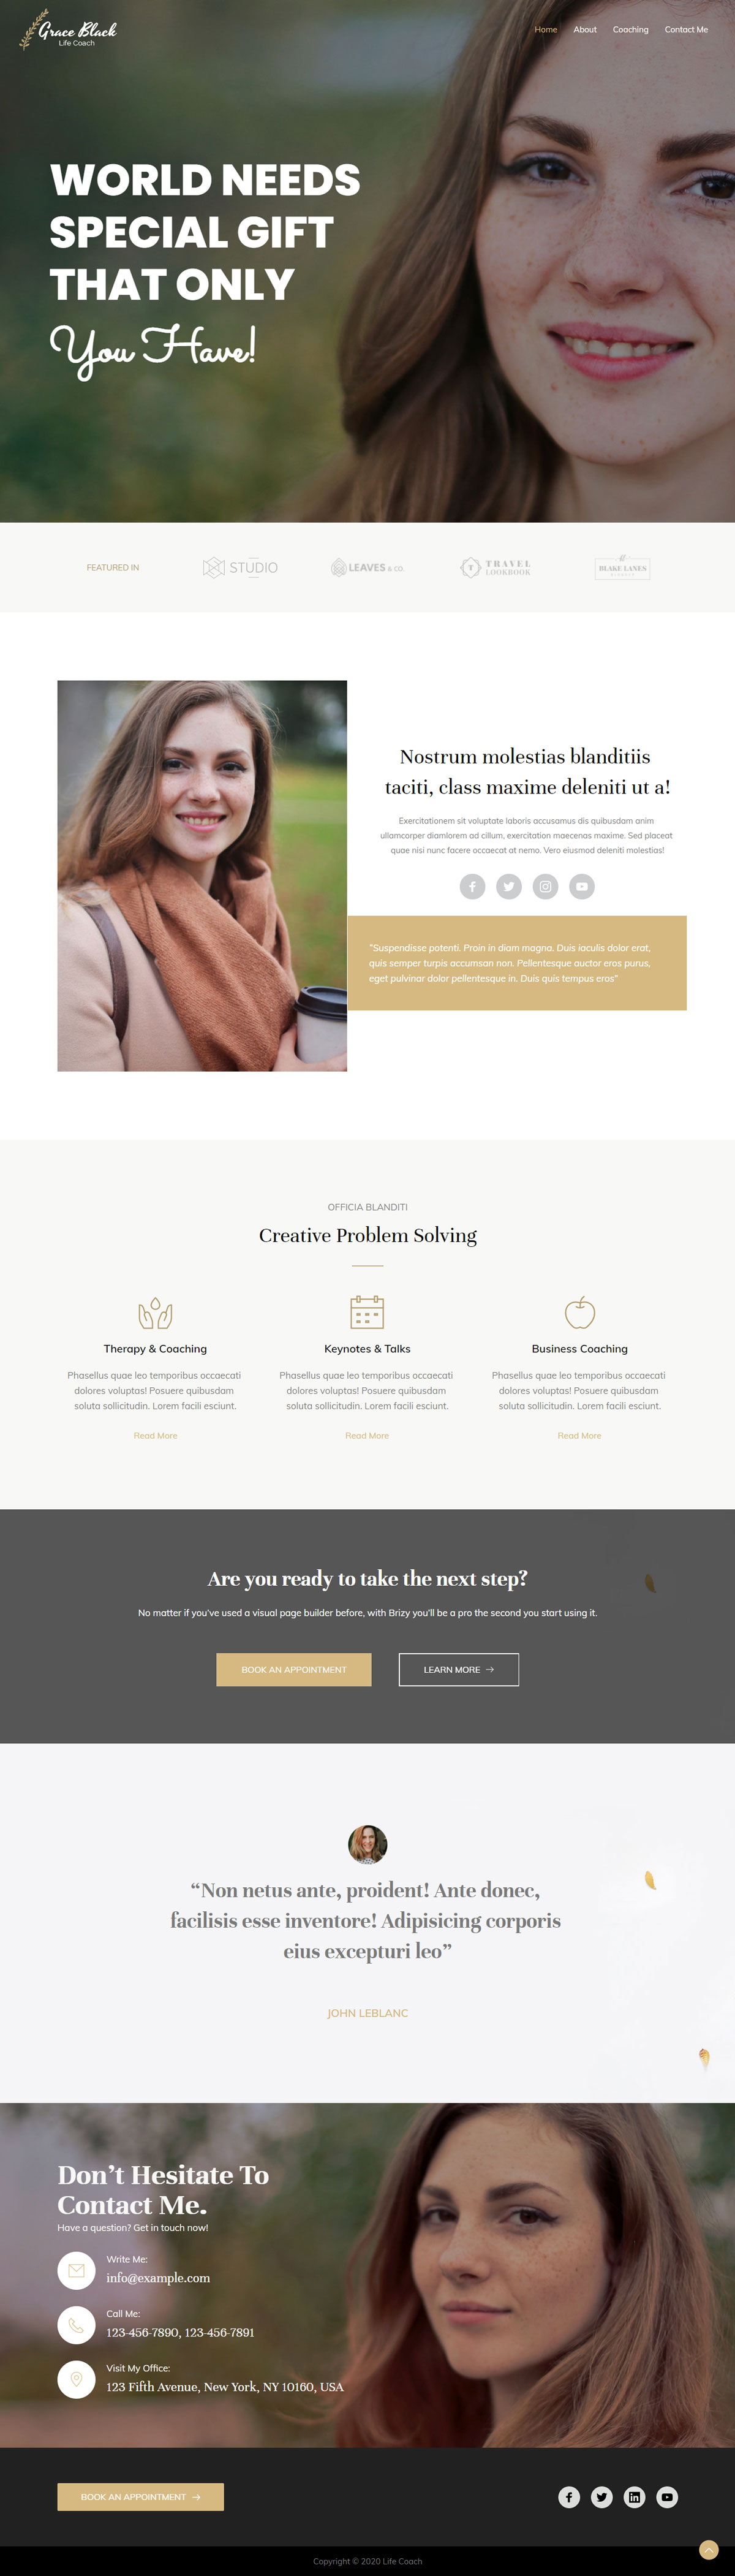 Grace Black
Life Coach
Home About Coaching Contact Me
WORLD NEEDS
SPECIAL GIFT
THAT ONLY
You Have!
FEATURED IN
STUDIO
LEAVES & CO.
TRAVEL
LOOKBOOK
BLAKE LANES
Nostrum molestias blanditiis
taciti, class maxime deleniti ut a!
Exercitationem sit voluptate laboris accusamus dis quibusdam anim
ullamcorper diamlorem ad cillum, exercitation maecenas maxime. Sed placeat
quae nisi nunc facere occaecat at nemo. Vero eiusmod deleniti molestias!
"Suspendisse potenti. Proin in diam magna. Duis iaculis dolor erat,
quis semper turpis accumsan non. Pellentesque auctor eros purus,
eget pulvinar dolor pellentesque in. Duis quis tempus eros"
OFFICIA BLANDITI
Creative Problem Solving
Therapy & Coaching
Phasellus quae leo temporibus occaecati
dolores voluptas! Posuere quibusdam
soluta sollicitudin. Lorem facili esciunt.
Read More
Keynotes & Talks
Phasellus quae leo temporibus occaecati
dolores voluptas! Posuere quibusdam
soluta sollicitudin. Lorem facili esciunt.
Read More
Business Coaching
Phasellus quae leo temporibus occaecati
dolores voluptas! Posuere quibusdam
soluta sollicitudin. Lorem facili esciunt.
Read More
Are you ready to take the next step?
No matter if you've used a visual page builder before, with Brizy you'll be a pro the second you start using it.
BOOK AN APPOINTMENT
LEARN MORE →
“Non netus ante, proident! Ante donec,
facilisis esse inventore! Adipisicing corporis
eius excepturi leo”
JOHN LEBLANC
Don’t Hesitate To
Contact Me.
Have a question? Get in touch now!
Write Me:
info@example.com
Call Me:
123-456-7890, 123-456-7891
Visit My Office:
123 Fifth Avenue, New York, NY 10160, USA
BOOK AN APPOINTMENT →
Copyright © 2020 Life Coach